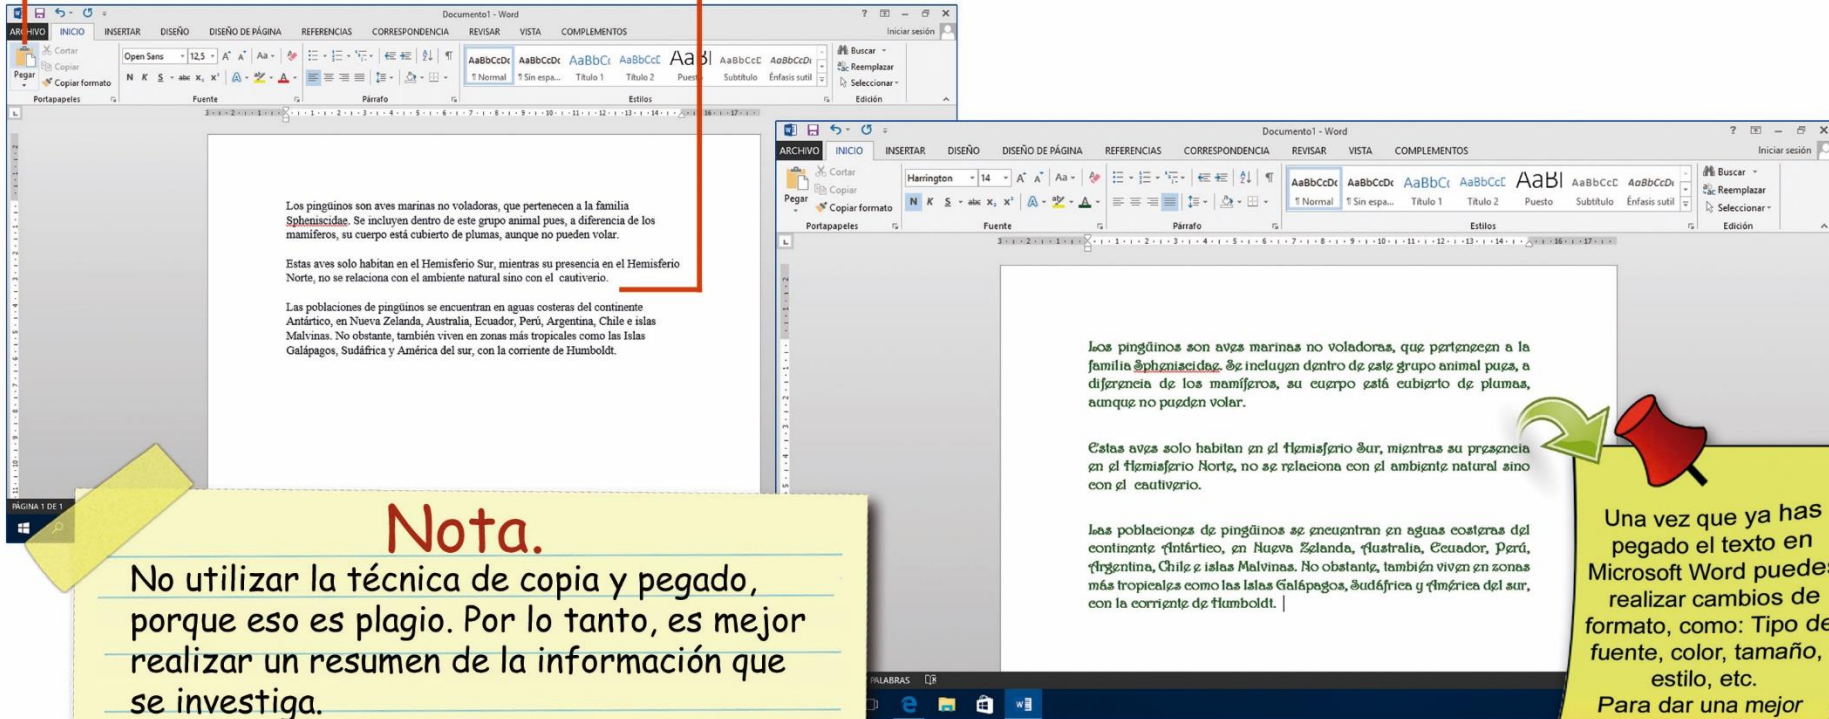 Documento1 - Word
ARCHIVO INICIO INSERTAR DISEÑO DISEÑO DE PÁGINA REFERENCIAS CORRESPONDENCIA REVISAR VISTA COMPLEMENTOS Iniciar sesión
Cortar
Copiar
Pegar
Copiar formato
Open Sans 12,5
AaBbCcDc AaBbCcDc AaBbCc AaBbCcC AaBl AaBbCcC AaBbCcDc
¶ Normal ¶ Sin espa... Título 1 Título 2 Puesto Subtítulo Énfasis sutil
Buscar
Reemplazar
Seleccionar
Portapapeles Fuente Párrafo Estilos Edición
Los pingüinos son aves marinas no voladoras, que pertenecen a la familia
Spheniscidae. Se incluyen dentro de este grupo animal pues, a diferencia de los
mamíferos, su cuerpo está cubierto de plumas, aunque no pueden volar.
Estas aves solo habitan en el Hemisferio Sur, mientras su presencia en el Hemisferio
Norte, no se relaciona con el ambiente natural sino con el cautiverio.
Las poblaciones de pingüinos se encuentran en aguas costeras del continente
Antártico, en Nueva Zelanda, Australia, Ecuador, Perú, Argentina, Chile e islas
Malvinas. No obstante, también viven en zonas más tropicales como las Islas
Galápagos, Sudáfrica y América del sur, con la corriente de Humboldt.
PÁGINA 1 DE 1
Nota.
No utilizar la técnica de copia y pegado,
porque eso es plagio. Por lo tanto, es mejor
realizar un resumen de la información que
se investiga.
Documento1 - Word
ARCHIVO INICIO INSERTAR DISEÑO DISEÑO DE PÁGINA REFERENCIAS CORRESPONDENCIA REVISAR VISTA COMPLEMENTOS Iniciar sesión
Cortar
Copiar
Pegar
Copiar formato
Harrington 14
AaBbCcDc AaBbCcDc AaBbCc AaBbCcC AaBl AaBbCcC AaBbCcDc
¶ Normal ¶ Sin espa... Título 1 Título 2 Puesto Subtítulo Énfasis sutil
Buscar
Reemplazar
Seleccionar
Portapapeles Fuente Párrafo Estilos Edición
Los pingüinos son aves marinas no voladoras, que pertenecen a la
familia Spheniscidae. Se incluyen dentro de este grupo animal pues, a
diferencia de los mamíferos, su cuerpo está cubierto de plumas,
aunque no pueden volar.
Estas aves solo habitan en el Hemisferio Sur, mientras su presencia
en el Hemisferio Norte, no se relaciona con el ambiente natural sino
con el cautiverio.
Las poblaciones de pingüinos se encuentran en aguas costeras del
continente Antártico, en Nueva Zelanda, Australia, Ecuador, Perú,
Argentina, Chile e islas Malvinas. No obstante, también viven en zonas
más tropicales como las Islas Galápagos, Sudáfrica y América del sur,
con la corriente de Humboldt.
PALABRAS
Una vez que ya has
pegado el texto en
Microsoft Word puedes
realizar cambios de
formato, como: Tipo de
fuente, color, tamaño,
estilo, etc.
Para dar una mejor